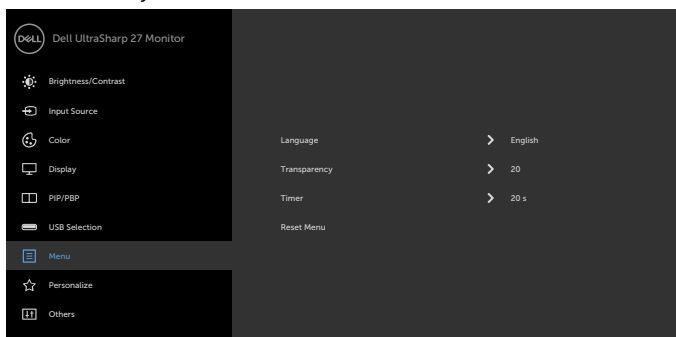 DELL Dell UltraSharp 27 Monitor
Brightness/Contrast
Input Source
Color
Language English
Display
Transparency 20
PIP/PBP
Timer 20 s
USB Selection
Reset Menu
Menu
Personalize
Others